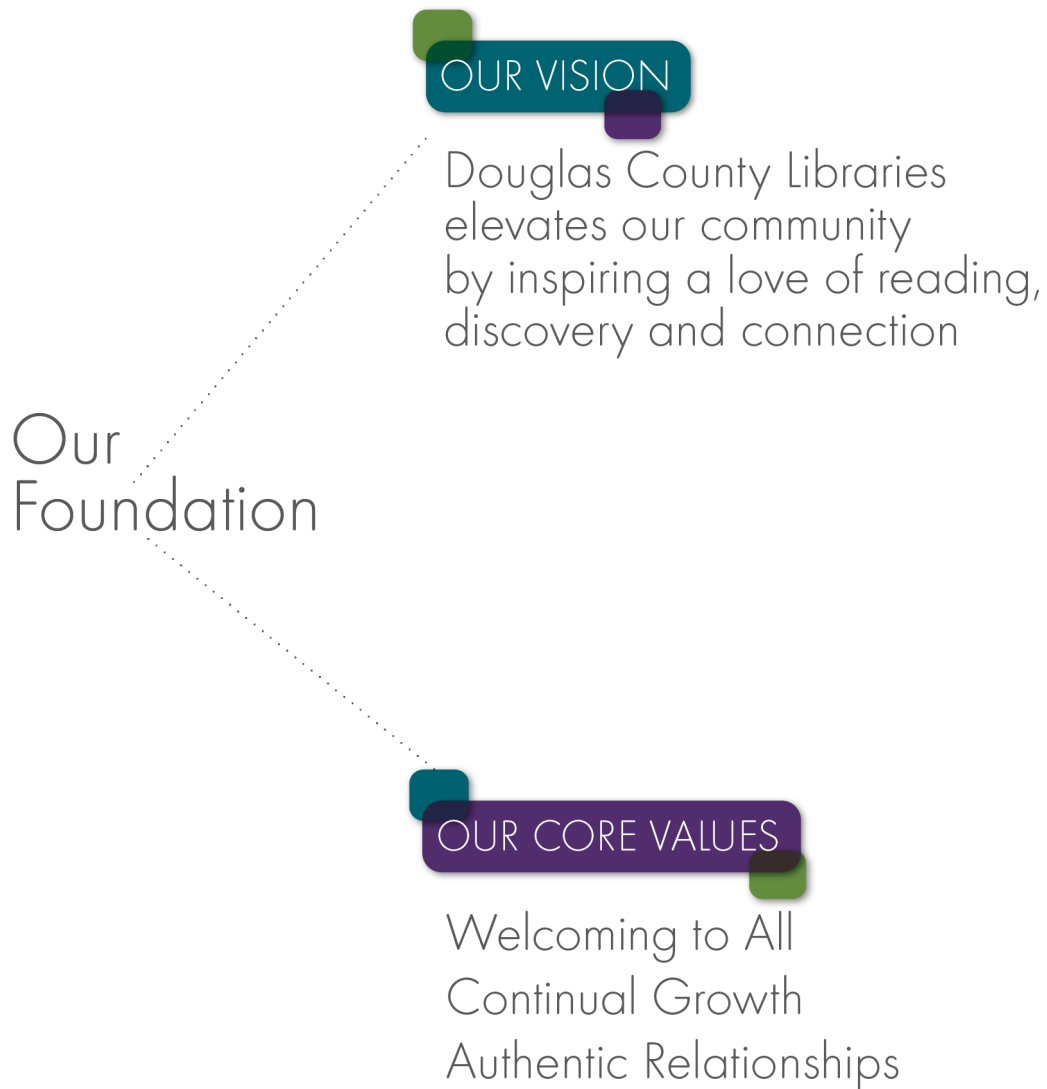 OUR VISION
Douglas County Libraries
elevates our community
by inspiring a love of reading,
discovery and connection
Our
Foundation
OUR CORE VALUES
Welcoming to All
Continual Growth
Authentic Relationships